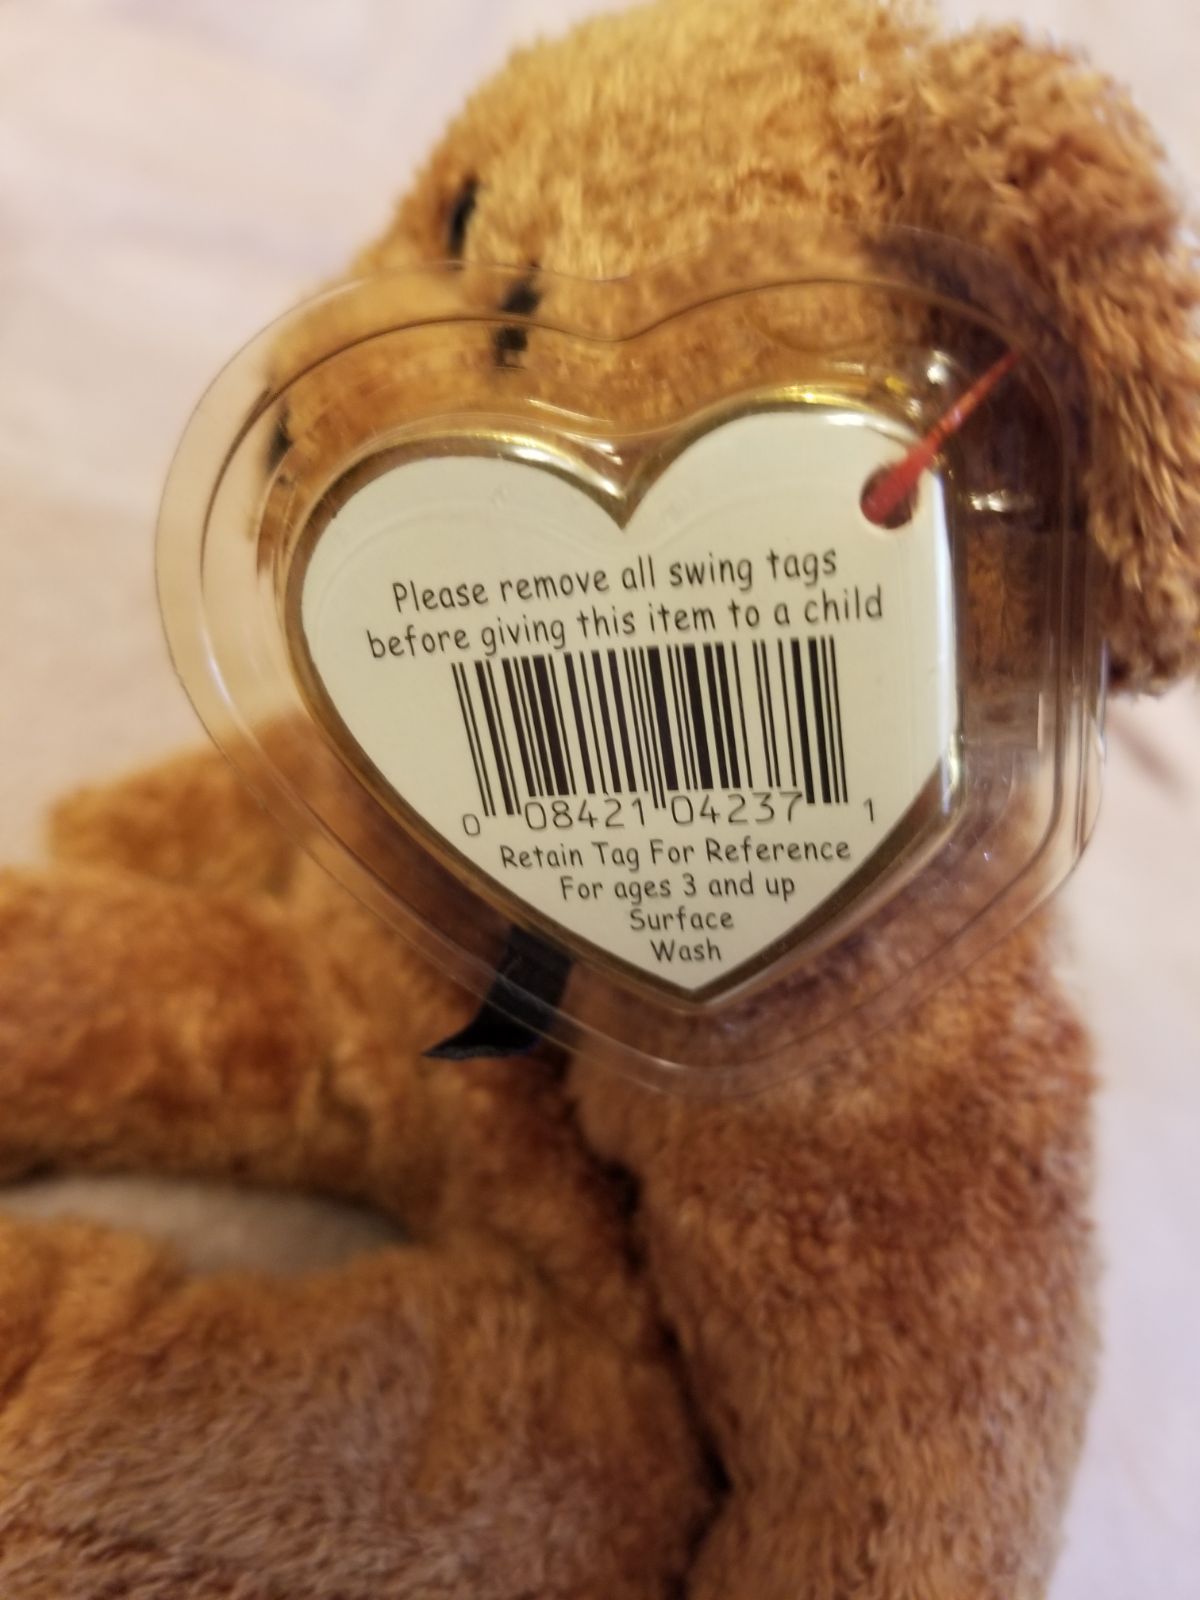 Please remove all swing tags
before giving this item to a child
0 08421 04237 1
Retain Tag For Reference
For ages 3 and up
Surface
Wash